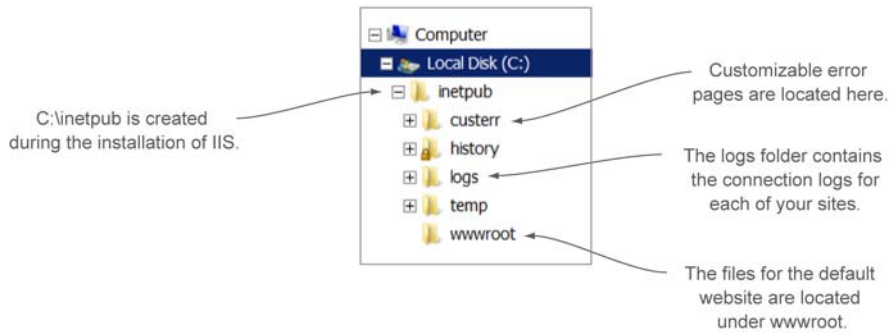 Computer
Local Disk (C:)
inetpub
custerr
history
logs
temp
wwwroot
C:\inetpub is created
during the installation of IIS.
Customizable error
pages are located here.
The logs folder contains
the connection logs for
each of your sites.
The files for the default
website are located
under wwwroot.